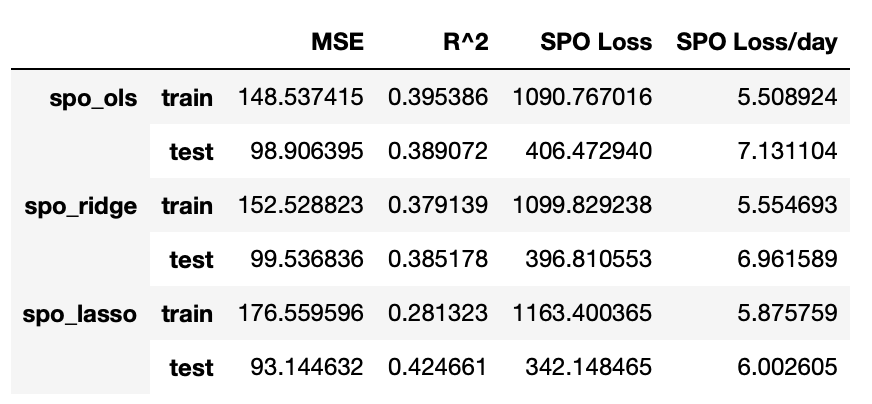 MSE R^2 SPO Loss SPO Loss/day
spo_ols train 148.537415 0.395386 1090.767016 5.508924
test 98.906395 0.389072 406.472940 7.131104
spo_ridge train 152.528823 0.379139 1099.829238 5.554693
test 99.536836 0.385178 396.810553 6.961589
spo_lasso train 176.559596 0.281323 1163.400365 5.875759
test 93.144632 0.424661 342.148465 6.002605